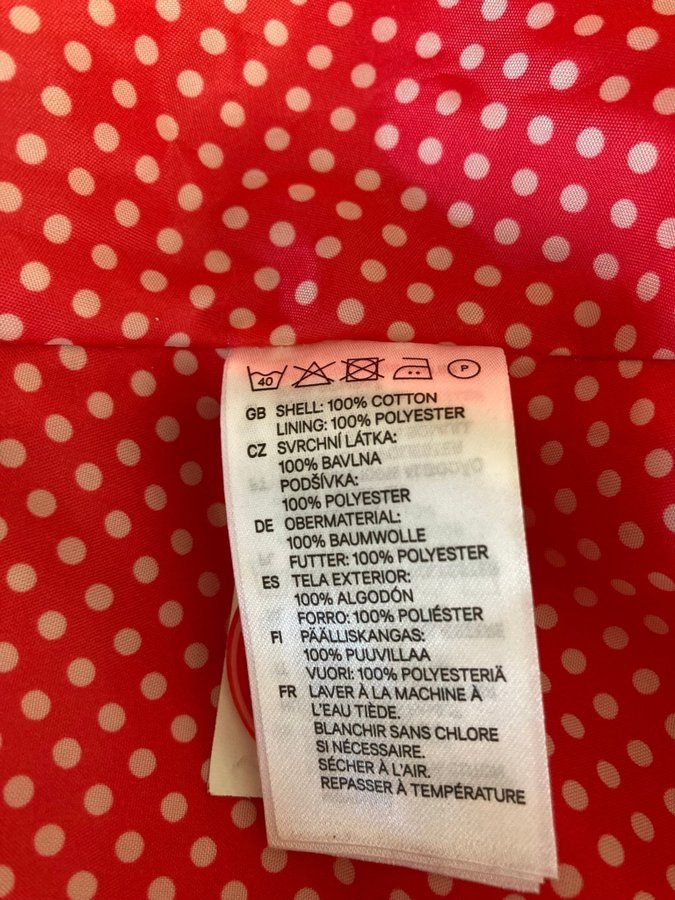 40 P
GB SHELL: 100% COTTON
LINING: 100% POLYESTER
CZ SVRCHNÍ LÁTKA:
100% BAVLNA
PODŠÍVKA:
100% POLYESTER
DE OBERMATERIAL:
100% BAUMWOLLE
FUTTER: 100% POLYESTER
ES TELA EXTERIOR:
100% ALGODÓN
FORRO: 100% POLIÉSTER
FI PÄÄLLISKANGAS:
100% PUUVILLAA
VUORI: 100% POLYESTERIÄ
FR LAVER À LA MACHINE À
L'EAU TIÈDE.
BLANCHIR SANS CHLORE
SI NÉCESSAIRE.
SÉCHER À L'AIR.
REPASSER À TEMPÉRATURE